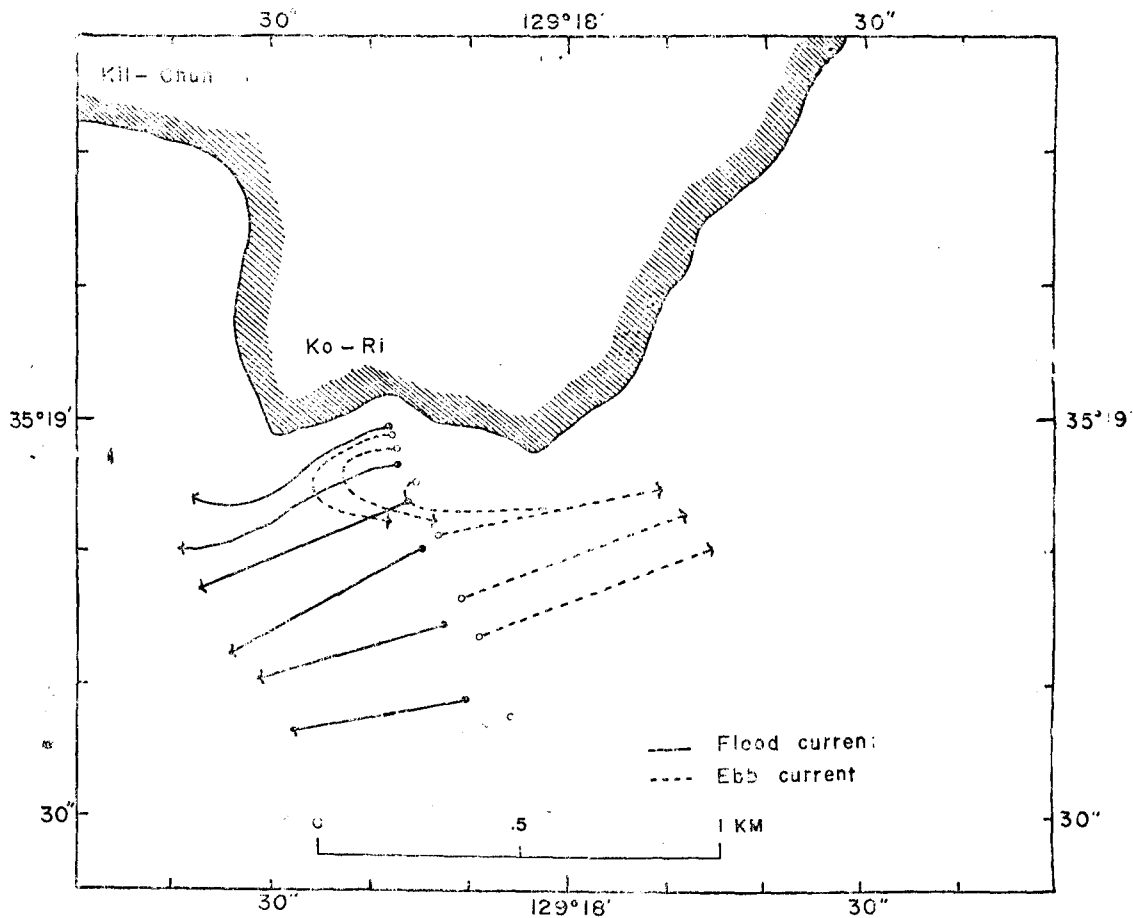 30" 129°18' 30"
Kil-Chun
Ko-Ri
35°19' 35°19'
Flood current
Ebb current
30" 30"
0 .5 1 KM
30" 129°18' 30"